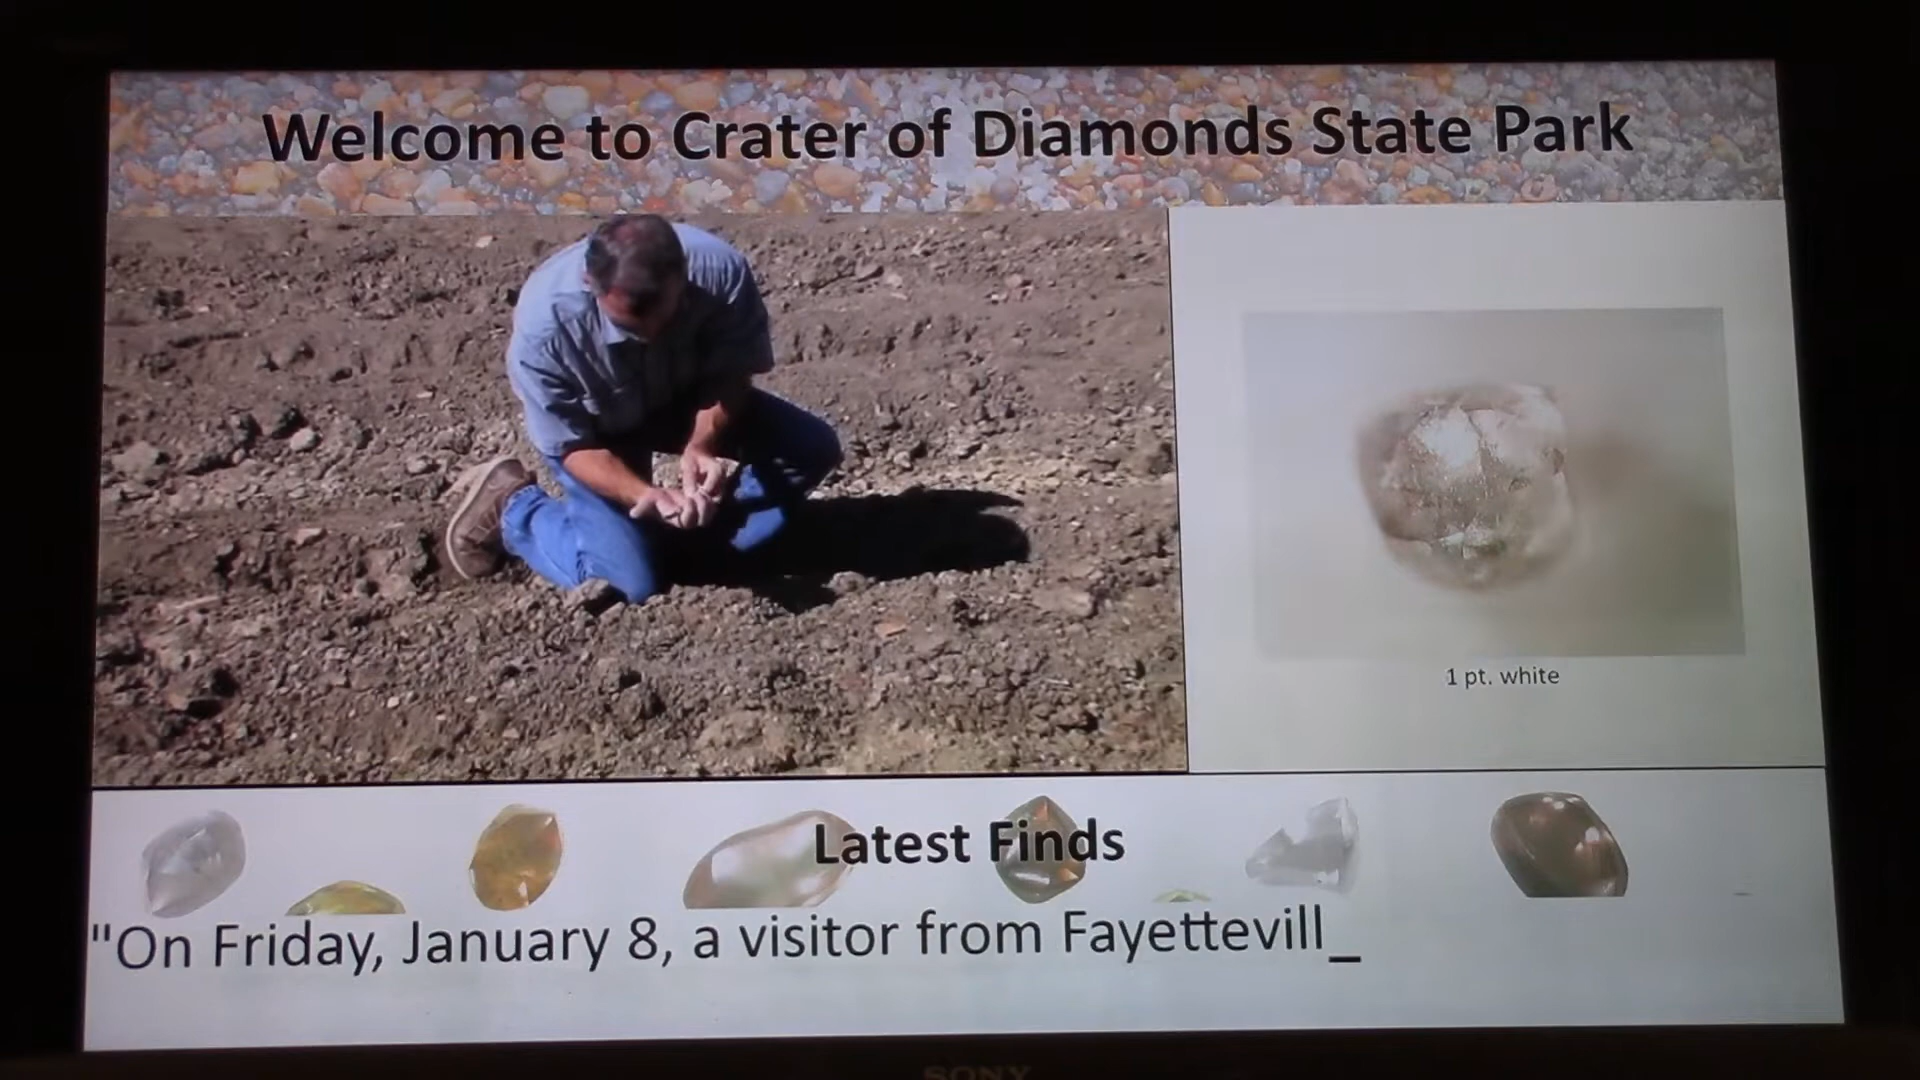 Welcome to Crater of Diamonds State Park
1 pt. white
Latest Finds
"On Friday, January 8, a visitor from Fayettevill_
SONY